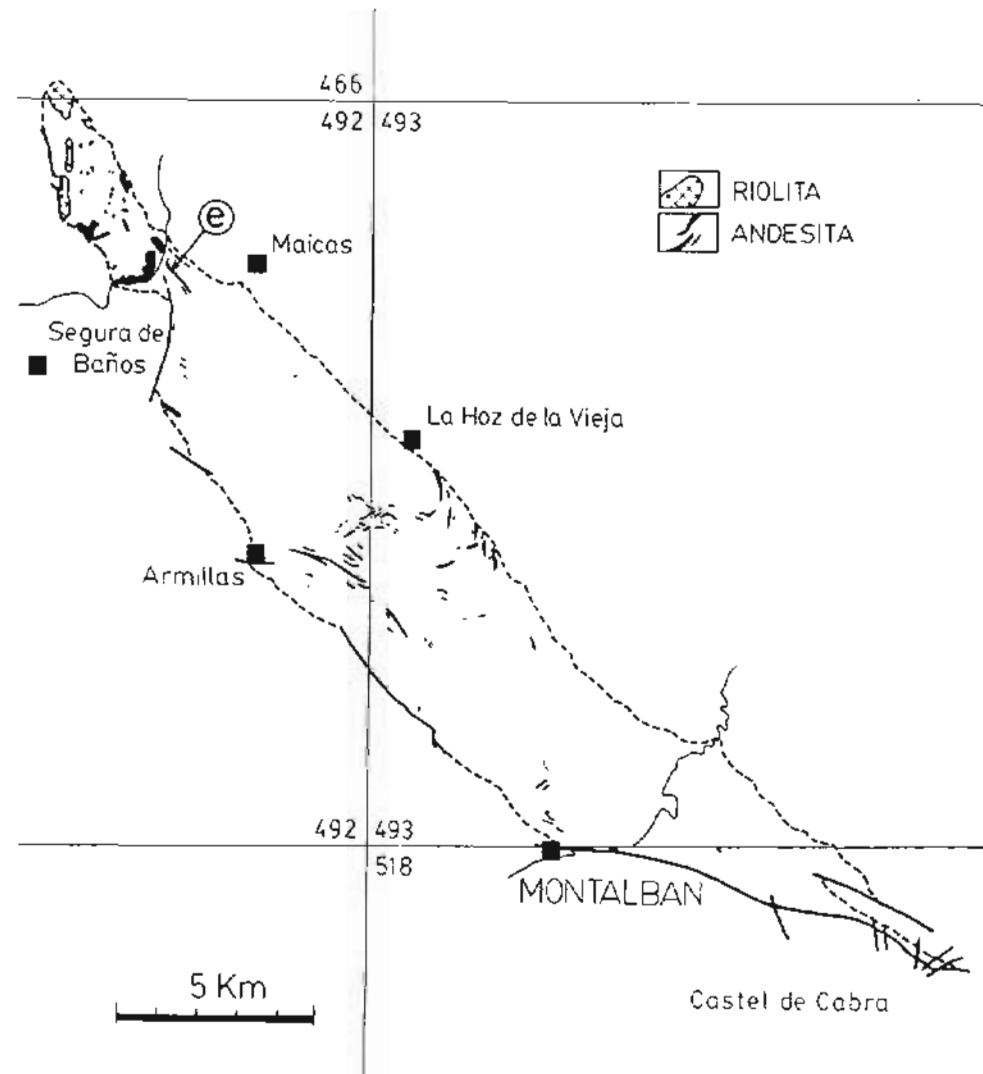 466
492 493
RIOLITA
ANDESITA
e
Maicas
Segura de
Baños
La Hoz de la Vieja
Armillas
492 493
518
MONTALBAN
5 Km
Castel de Cabra